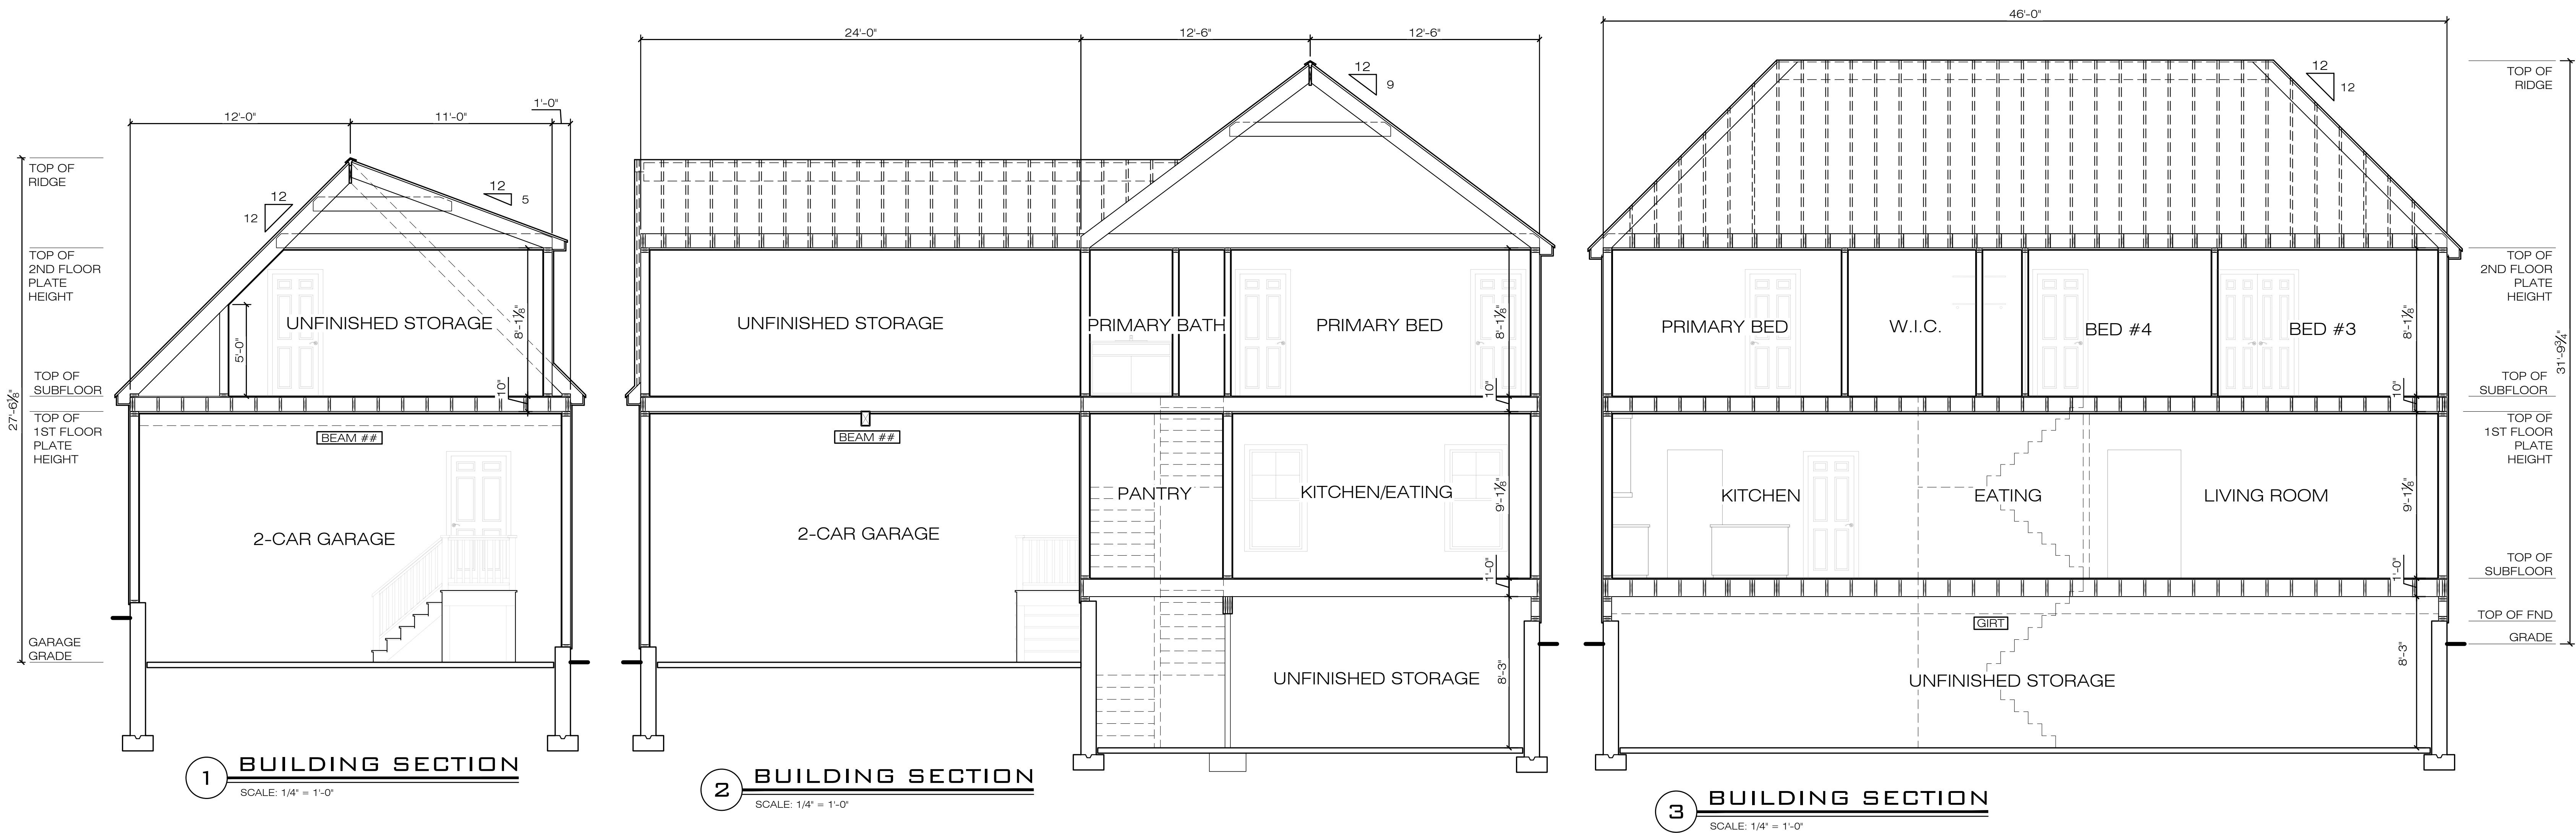 12'-0"
11'-0"
1'-0"
12
12
12
5
TOP OF
RIDGE
TOP OF
2ND FLOOR
PLATE
HEIGHT
TOP OF
SUBFLOOR
TOP OF
1ST FLOOR
PLATE
HEIGHT
GARAGE
GRADE
27'-6⅞"
UNFINISHED STORAGE
5'-0"
8'-1⅛"
10"
BEAM ##
2-CAR GARAGE
1
BUILDING SECTION
SCALE: 1/4" = 1'-0"
24'-0"
12'-6"
12'-6"
12
9
UNFINISHED STORAGE
PRIMARY BATH
PRIMARY BED
8'-1⅛"
10"
BEAM ##
2-CAR GARAGE
PANTRY
KITCHEN/EATING
9'-1⅛"
1'-0"
UNFINISHED STORAGE
8'-3"
2
BUILDING SECTION
SCALE: 1/4" = 1'-0"
46'-0"
12
12
PRIMARY BED
W.I.C.
BED #4
BED #3
8'-1⅛"
10"
KITCHEN
EATING
LIVING ROOM
9'-1⅛"
1'-0"
GIRT
UNFINISHED STORAGE
8'-3"
TOP OF
RIDGE
TOP OF
2ND FLOOR
PLATE
HEIGHT
TOP OF
SUBFLOOR
TOP OF
1ST FLOOR
PLATE
HEIGHT
TOP OF
SUBFLOOR
TOP OF FND
GRADE
31'-9¾"
3
BUILDING SECTION
SCALE: 1/4" = 1'-0"